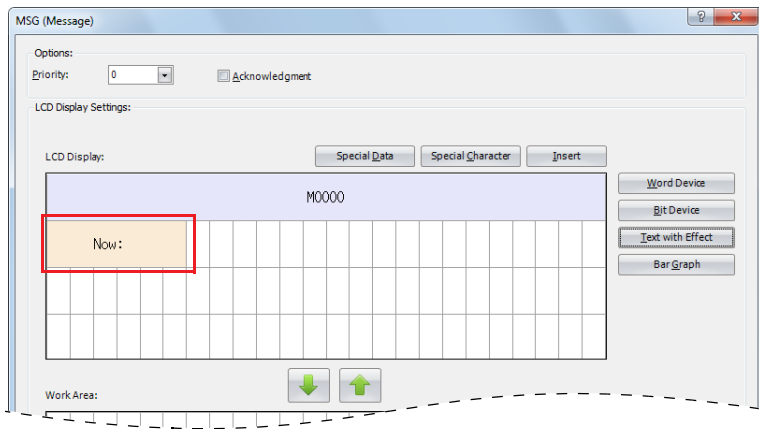 MSG (Message)
Options:
Priority: 0 Acknowledgment
LCD Display Settings:
LCD Display: Special Data Special Character Insert
Word Device
M0000
Bit Device
Now:
Text with Effect
Bar Graph
Work Area: